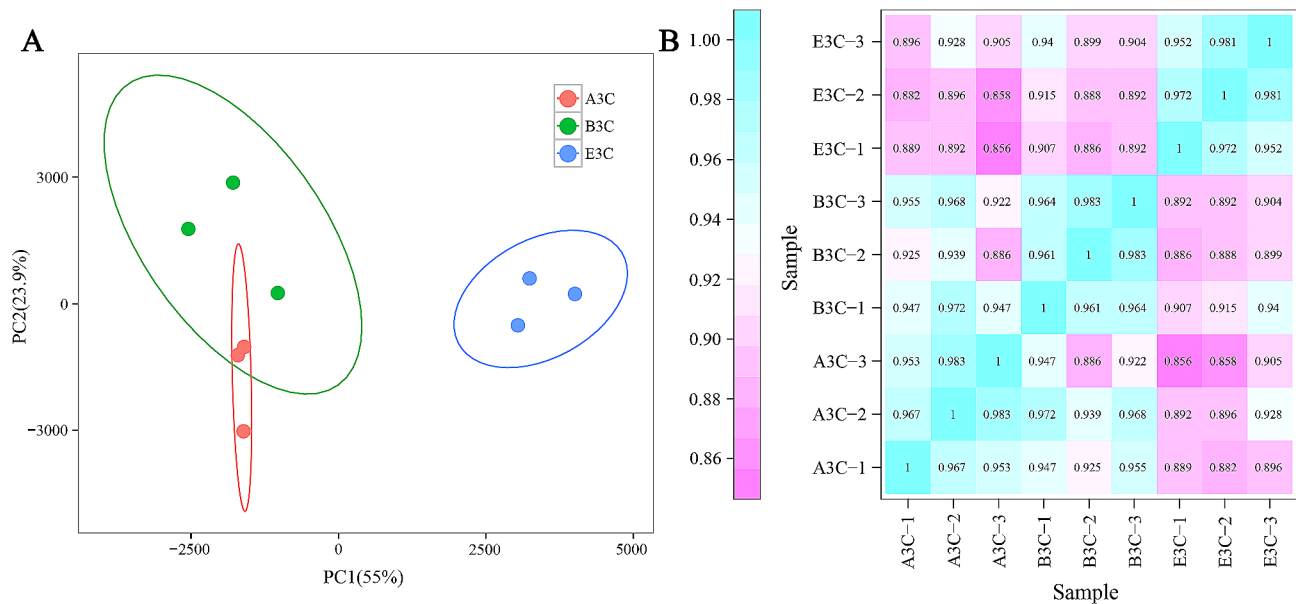 A
A3C
B3C
E3C
3000
0
−3000
PC2(23.9%)
−2500
0
2500
5000
PC1(55%)
B
1.00
0.98
0.96
0.94
0.92
0.90
0.88
0.86
Sample
E3C−3 0.896 0.928 0.905 0.94 0.899 0.904 0.952 0.981 1
E3C−2 0.882 0.896 0.858 0.915 0.888 0.892 0.972 1 0.981
E3C−1 0.889 0.892 0.856 0.907 0.886 0.892 1 0.972 0.952
B3C−3 0.955 0.968 0.922 0.964 0.983 1 0.892 0.892 0.904
B3C−2 0.925 0.939 0.886 0.961 1 0.983 0.886 0.888 0.899
B3C−1 0.947 0.972 0.947 1 0.961 0.964 0.907 0.915 0.94
A3C−3 0.953 0.983 1 0.947 0.886 0.922 0.856 0.858 0.905
A3C−2 0.967 1 0.983 0.972 0.939 0.968 0.892 0.896 0.928
A3C−1 1 0.967 0.953 0.947 0.925 0.955 0.889 0.882 0.896
A3C−1
A3C−2
A3C−3
B3C−1
B3C−2
B3C−3
E3C−1
E3C−2
E3C−3
Sample